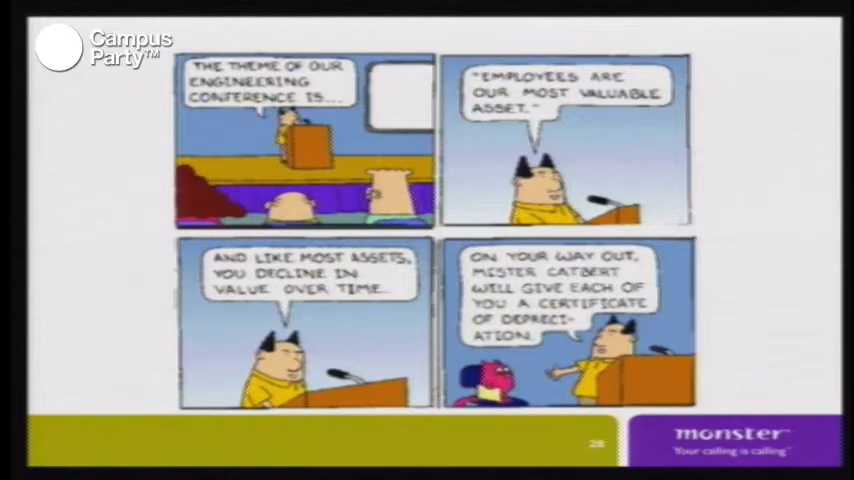 Campus
Party™
THE THEME OF OUR
ENGINEERING
CONFERENCE IS...
"EMPLOYEES ARE
OUR MOST VALUABLE
ASSET."
AND LIKE MOST ASSETS,
YOU DECLINE IN
VALUE OVER TIME.
ON YOUR WAY OUT,
MISTER CATBERT
WILL GIVE EACH OF
YOU A CERTIFICATE
OF DEPRECI-
ATION.
28
monster™
Your calling is calling™